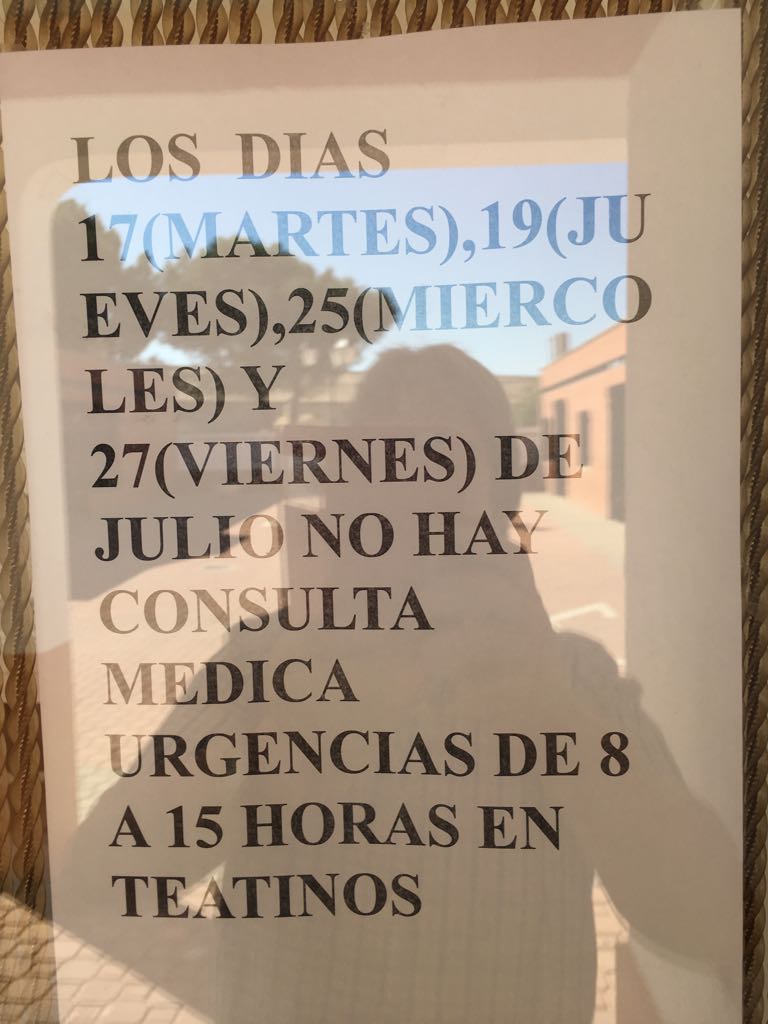 LOS DIAS
17(MARTES),19(JU
EVES),25(MIERCO
LES) Y
27(VIERNES) DE
JULIO NO HAY
CONSULTA
MEDICA
URGENCIAS DE 8
A 15 HORAS EN
TEATINOS